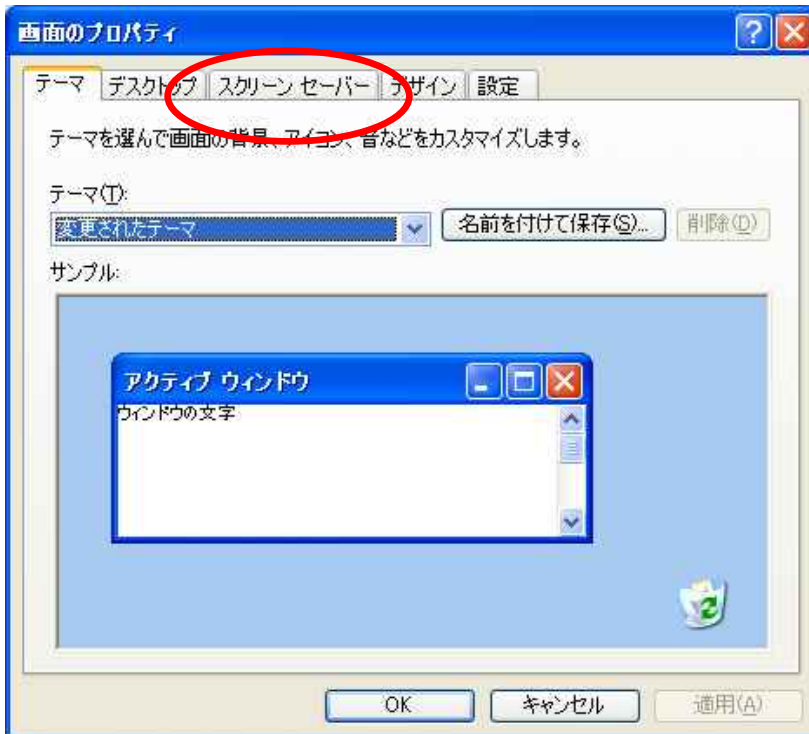 画面のプロパティ
テーマ デスクトップ スクリーン セーバー デザイン 設定
テーマを選んで画面の背景、アイコン、音などをカスタマイズします。
テーマ(T):
変更されたテーマ 名前を付けて保存(S)... 削除(D)
サンプル:
アクティブ ウィンドウ
ウィンドウの文字
OK キャンセル 適用(A)